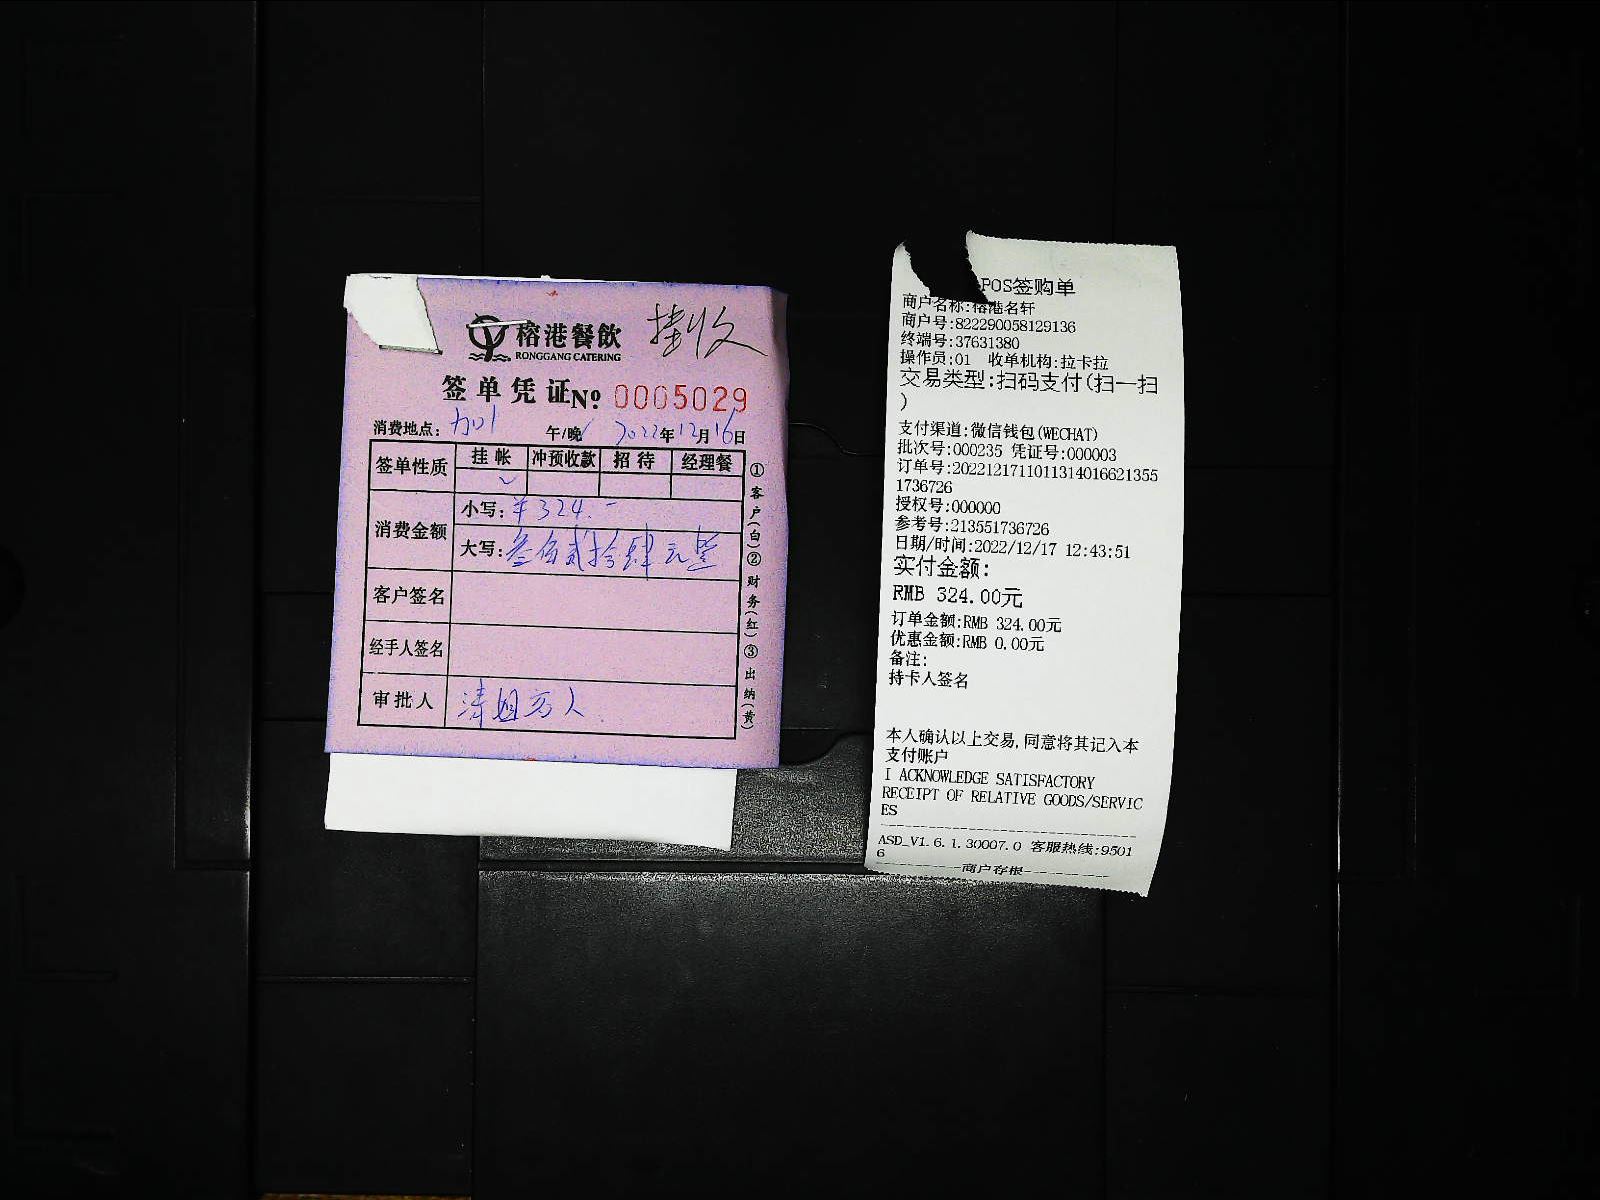 榕港餐飲
RONGGANG CATERING
挂收
签单凭证№ 0005029
消费地点: 午/晚 2022年12月16日
签单性质 挂帐 冲预收款 招待 经理餐
消费金额
小写:¥324.-
大写:叁佰贰拾肆元整
客户签名
经手人签名
审批人
①客户(白)②财务(红)③出纳(黄)
POS签购单
商户名称:榕港名轩
商户号:822290058129136
终端号:37631380
操作员:01 收单机构:拉卡拉
交易类型:扫码支付(扫一扫
)
支付渠道:微信钱包(WECHAT)
批次号:000235 凭证号:000003
订单号:20221217110113140166213551
1736726
授权号:000000
参考号:213551736726
日期/时间:2022/12/17 12:43:51
实付金额:
RMB 324.00元
订单金额:RMB 324.00元
优惠金额:RMB 0.00元
备注:
持卡人签名
本人确认以上交易,同意将其记入本
支付账户
I ACKNOWLEDGE SATISFACTORY
RECEIPT OF RELATIVE GOODS/SERVIC
ES
ASD_V1.6.1.30007.0 客服热线:9501
6
商户存根